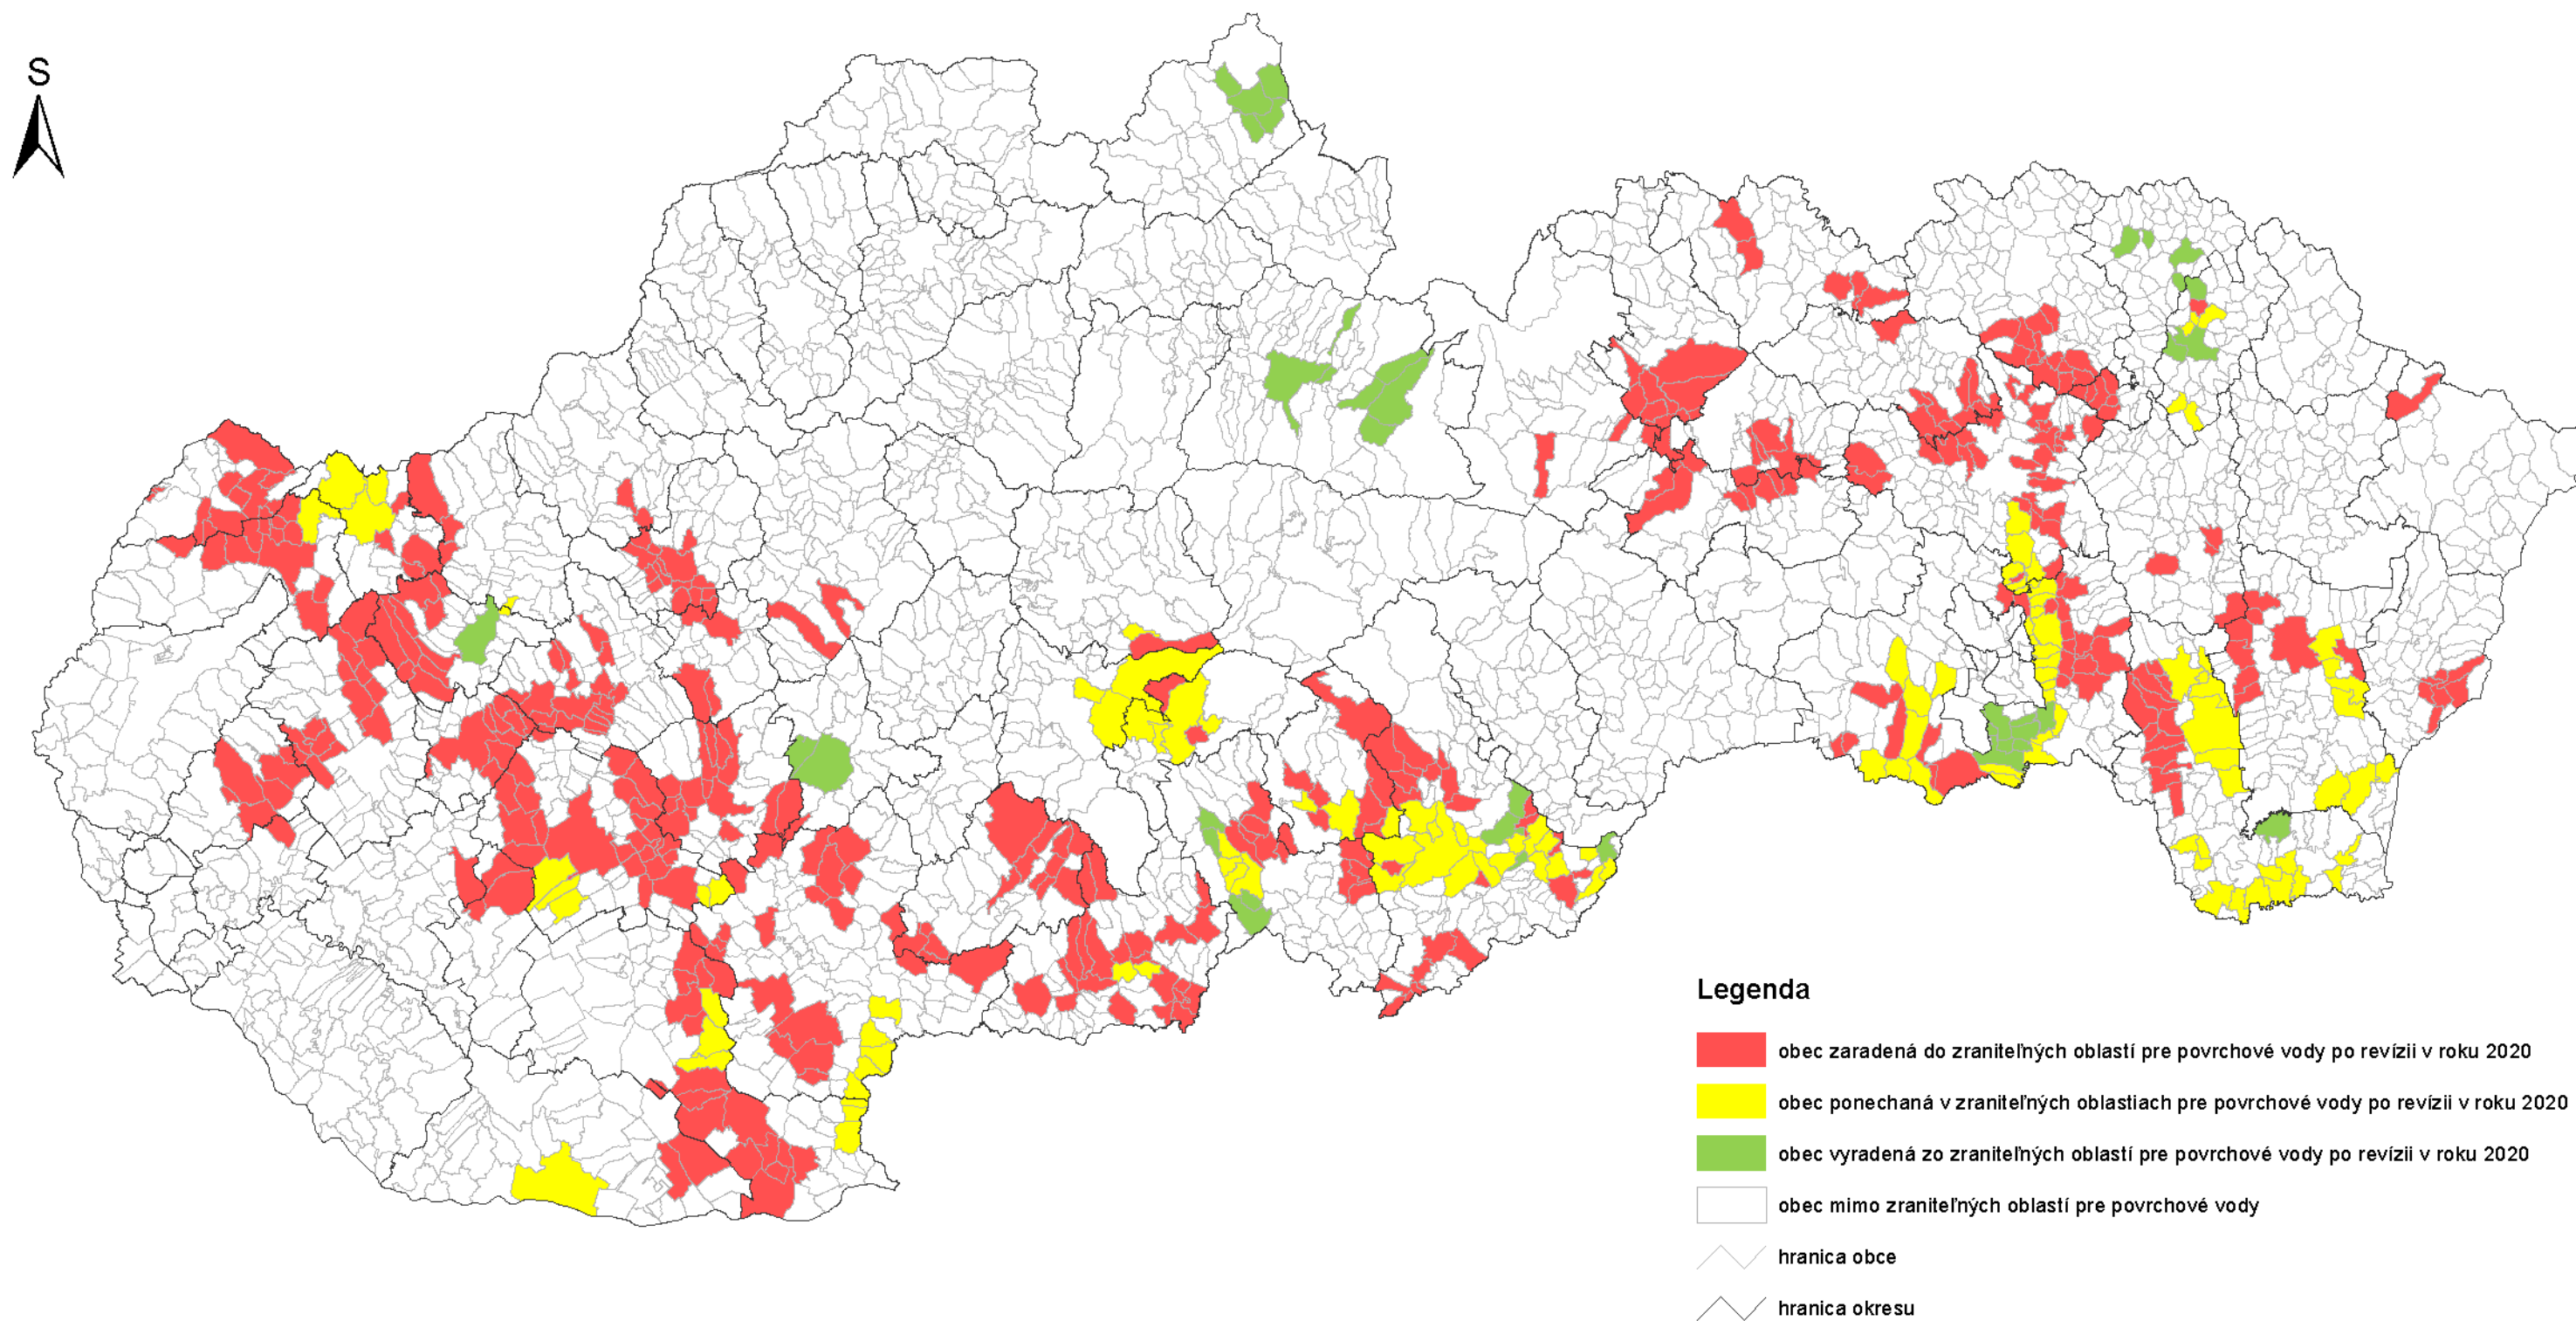 S
Legenda
obec zaradená do zraniteľných oblastí pre povrchové vody po revízii v roku 2020
obec ponechaná v zraniteľných oblastiach pre povrchové vody po revízii v roku 2020
obec vyradená zo zraniteľných oblastí pre povrchové vody po revízii v roku 2020
obec mimo zraniteľných oblastí pre povrchové vody
hranica obce
hranica okresu